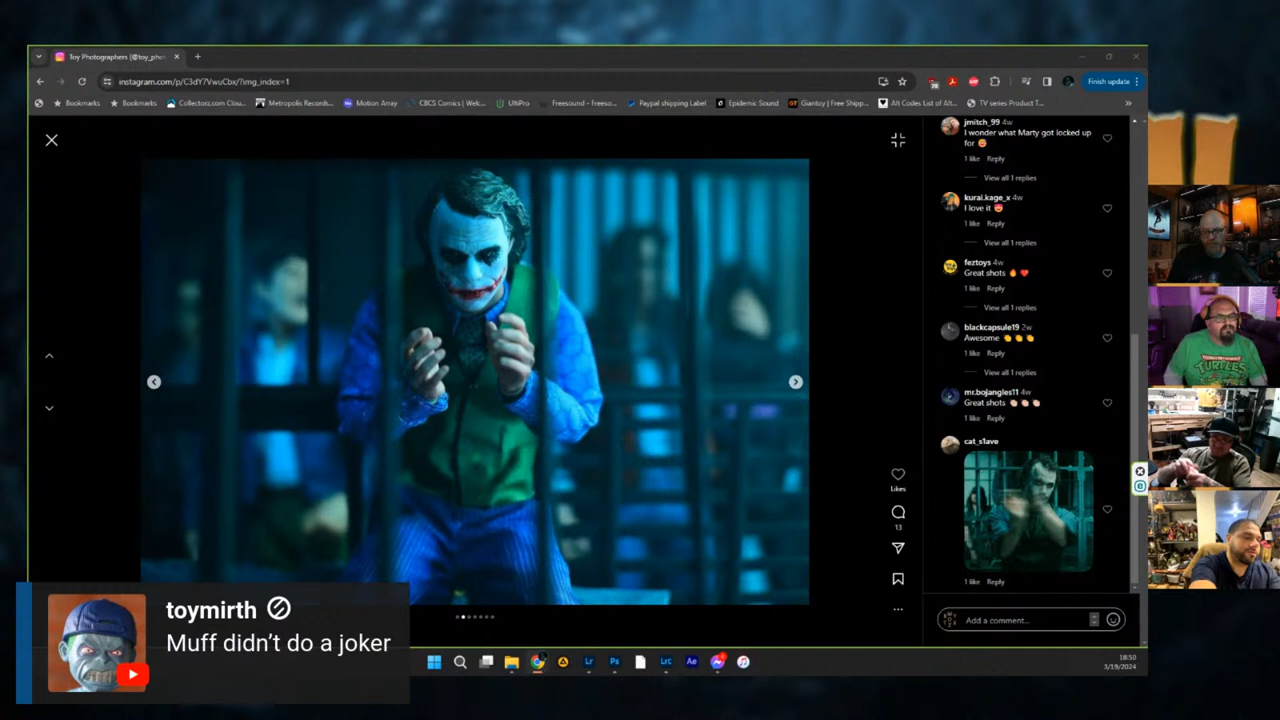 Toy Photographers (@toy_phot
instagram.com/p/C3dY7VwuCbx/?img_index=1
Finish update
Bookmarks
Bookmarks
Collectorz.com Clou...
Metropolis Records...
Motion Array
CBCS Comics | Welc...
UltiPro
Freesound - Freeso...
Paypal shipping Label
Epidemic Sound
Giantoy | Free Shipp...
Alt Codes List of Alt...
TV series Product T...
jmitch_99 4w
I wonder what Marty got locked up
for
1 like Reply
View all 1 replies
kurai.kage_x 4w
I love it
1 like Reply
View all 1 replies
feztoys 4w
Great shots
1 like Reply
View all 1 replies
blackcapsule19 2w
Awesome
1 like Reply
View all 1 replies
mr.bojangles11 4w
Great shots
1 like Reply
cat_s1ave
1 like Reply
Likes
13
Add a comment...
toymirth
Muff didn't do a joker
Lr
Ps
LrC
Ae
18:50
3/19/2024
TURTLES